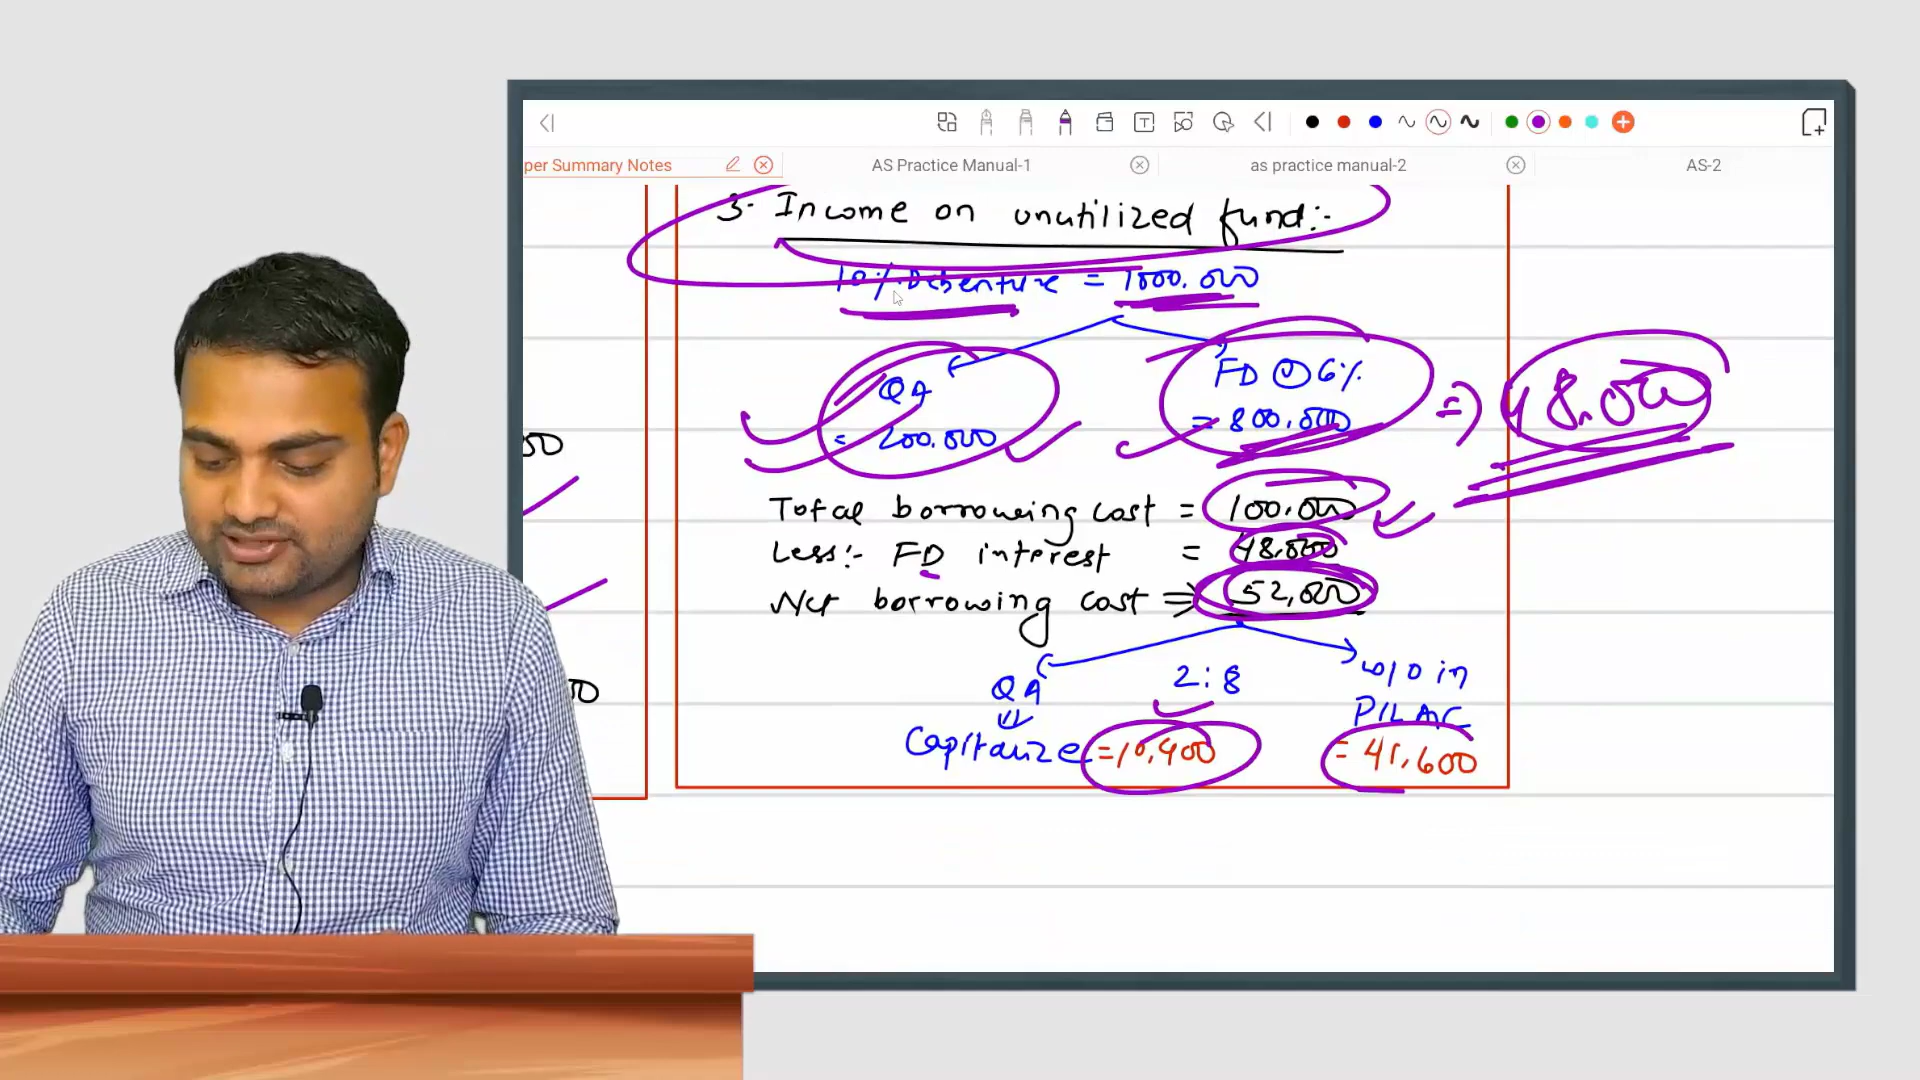 per Summary Notes
AS Practice Manual-1
as practice manual-2
AS-2
3. Income on unutilized fund:-
10% Debenture = 1000.000
QA
= 200.000
FD @ 6%
= 800.000
=) 48.000
00
Total borrowing cost = 100.000
Less:- FD interest = 48.000
Net borrowing cost => 52,000
QA
2:8
w/o in
P/L A/C
Capitalize =10,400
= 41,600
00